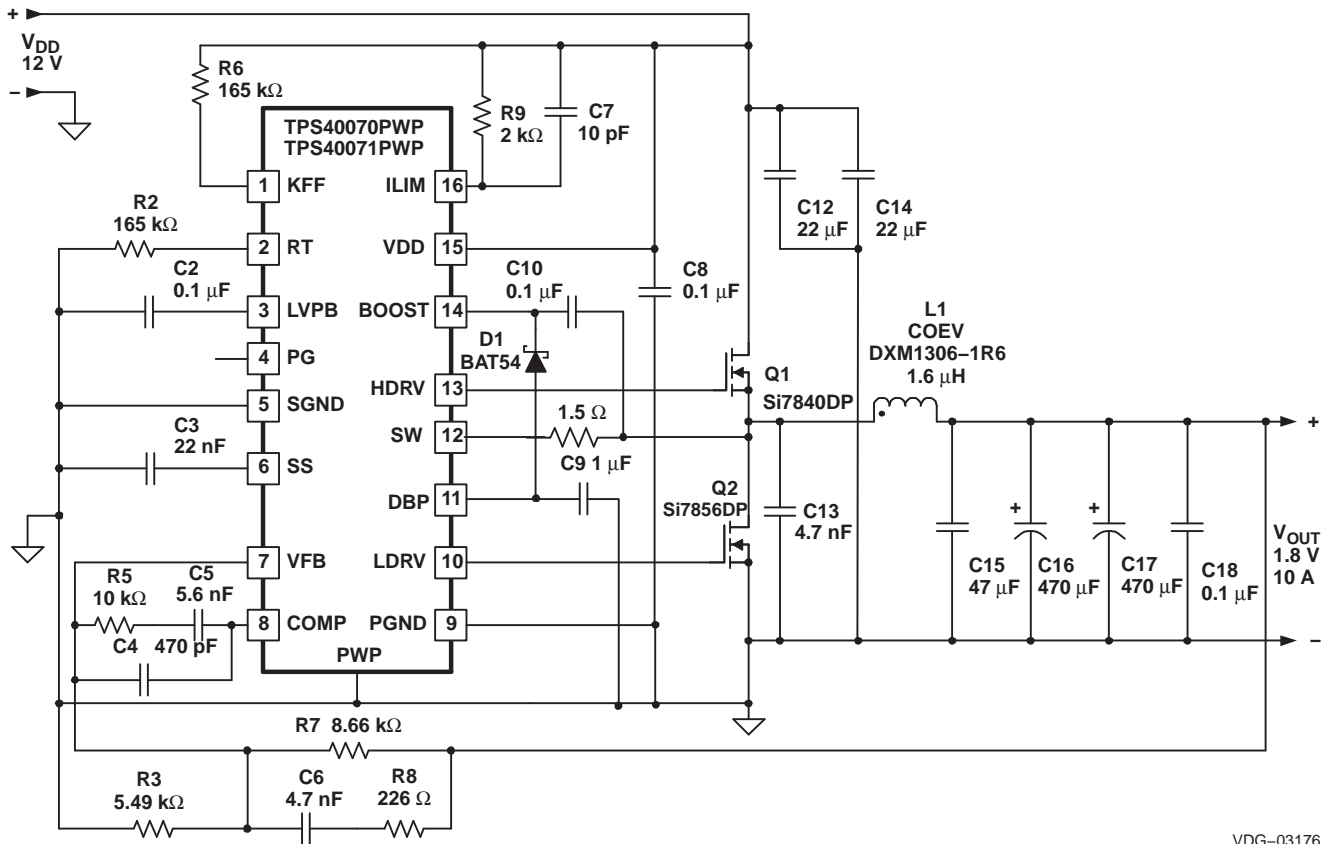 +
VDD
12 V
−
R6
165 kΩ
TPS40070PWP
TPS40071PWP
R9
2 kΩ
C7
10 pF
1 KFF
ILIM 16
R2
165 kΩ
2 RT
VDD 15
C12
22 μF
C14
22 μF
C2
0.1 μF
3 LVPB
BOOST 14
C10
0.1 μF
C8
0.1 μF
4 PG
D1
BAT54
L1
COEV
DXM1306–1R6
1.6 μH
HDRV 13
Q1
Si7840DP
5 SGND
C3
22 nF
SW 12
1.5 Ω
+
6 SS
C9 1 μF
DBP 11
Q2
Si7856DP
C13
4.7 nF
+
+
VOUT
1.8 V
10 A
7 VFB
LDRV 10
C15
47 μF
C16
470 μF
C17
470 μF
C18
0.1 μF
R5
10 kΩ
C5
5.6 nF
8 COMP
PGND 9
C4
470 pF
PWP
−
R7 8.66 kΩ
R3
5.49 kΩ
C6
4.7 nF
R8
226 Ω
VDG–03176